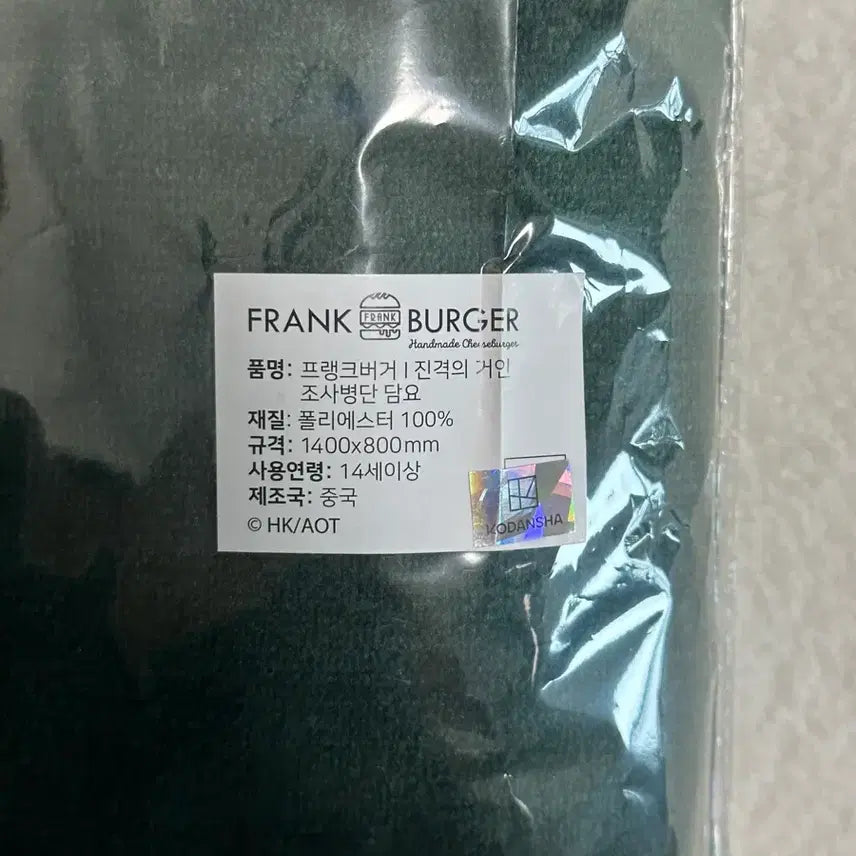 FRANK FRANK BURGER
Handmade Cheeseburger
품명: 프랭크버거 | 진격의 거인
조사병단 담요
재질: 폴리에스터 100%
규격: 1400x800mm
사용연령: 14세이상
제조국: 중국
© HK/AOT
KODANSHA